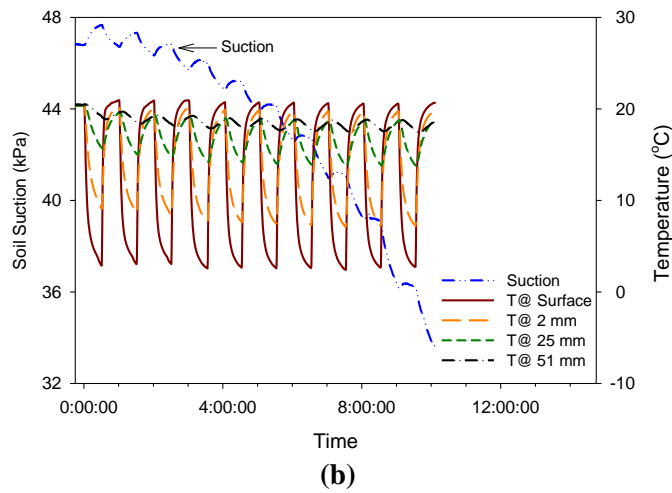 48
44
40
36
32
Soil Suction (kPa)
30
20
10
0
-10
Temperature (°C)
Suction
Suction
T@ Surface
T@ 2 mm
T@ 25 mm
T@ 51 mm
0:00:00 4:00:00 8:00:00 12:00:00
Time
(b)